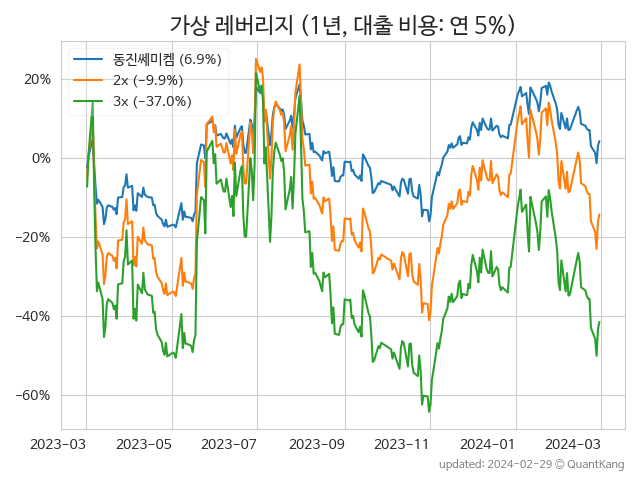 가상 레버리지 (1년, 대출 비용: 연 5%)
동진쎄미켐 (6.9%)
2x (−9.9%)
3x (−37.0%)
20%
0%
−20%
−40%
−60%
2023-03 2023-05 2023-07 2023-09 2023-11 2024-01 2024-03
updated: 2024-02-29 © QuantKang